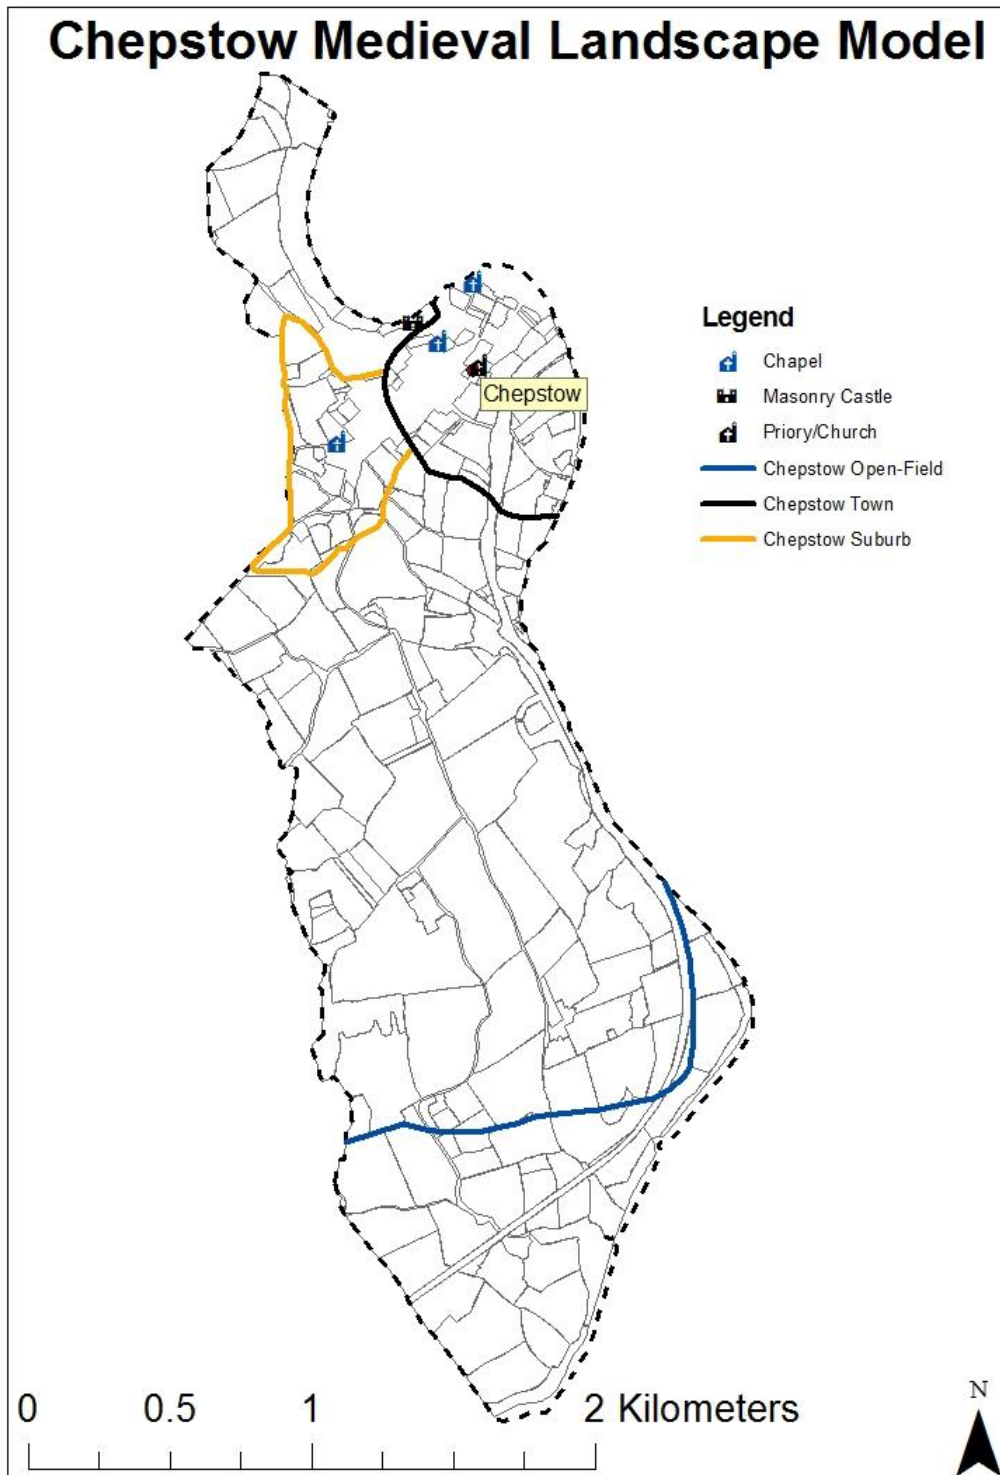 Chepstow Medieval Landscape Model
Legend
Chapel
Masonry Castle
Priory/Church
Chepstow
Chepstow Open-Field
Chepstow Town
Chepstow Suburb
0 0.5 1 2 Kilometers
N